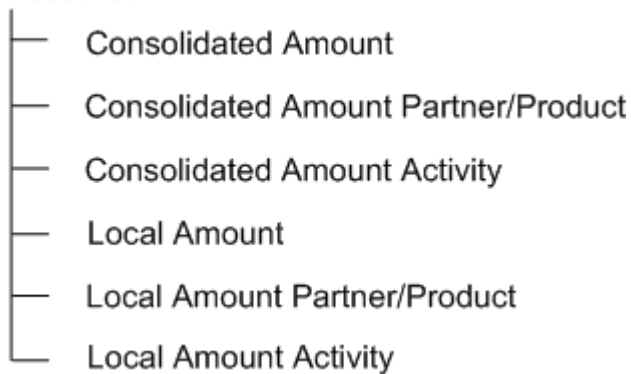 Consolidated Amount
Consolidated Amount Partner/Product
Consolidated Amount Activity
Local Amount
Local Amount Partner/Product
Local Amount Activity